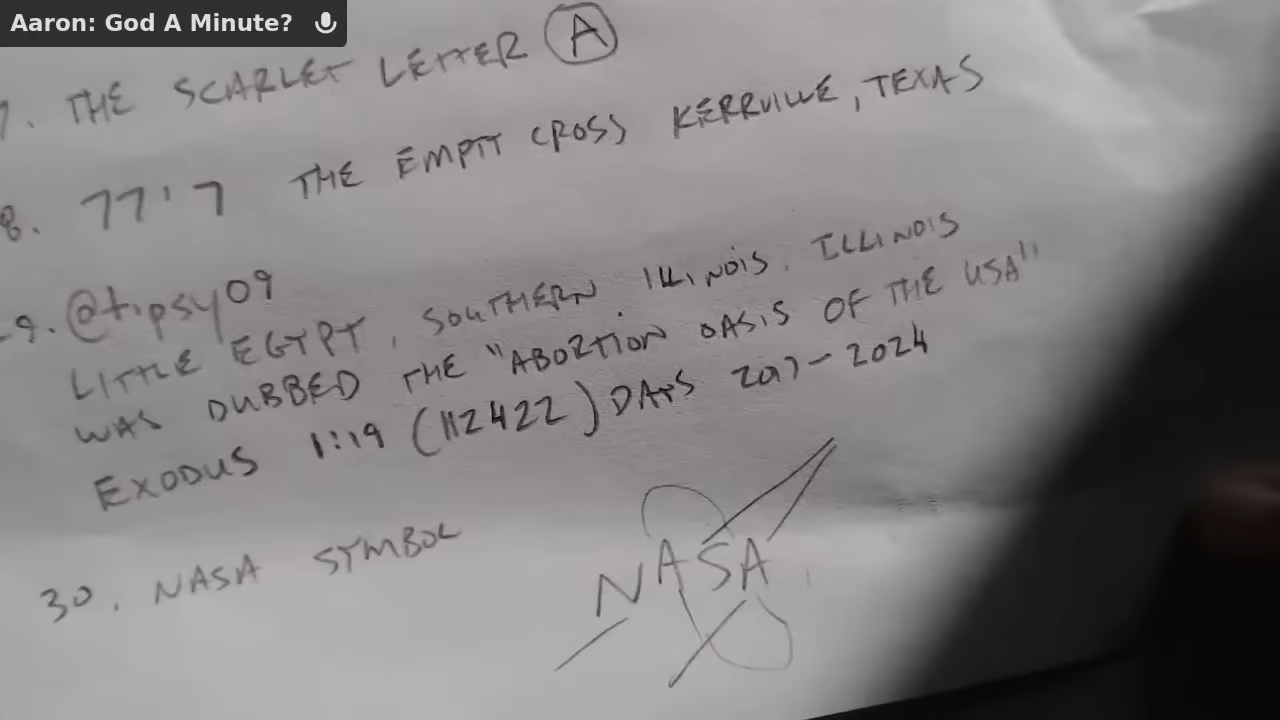 Aaron: God A Minute?
7. THE SCARLET LETTER A
8. 77'7 THE EMPTY CROSS KERRVILLE, TEXAS
29. @tipsy09
LITTLE EGYPT, SOUTHERN ILLINOIS. ILLINOIS
WAS DUBBED THE "ABORTION OASIS OF THE USA"
EXODUS 1:19 (112422) DAYS 2017-2024
30. NASA SYMBOL
NASA